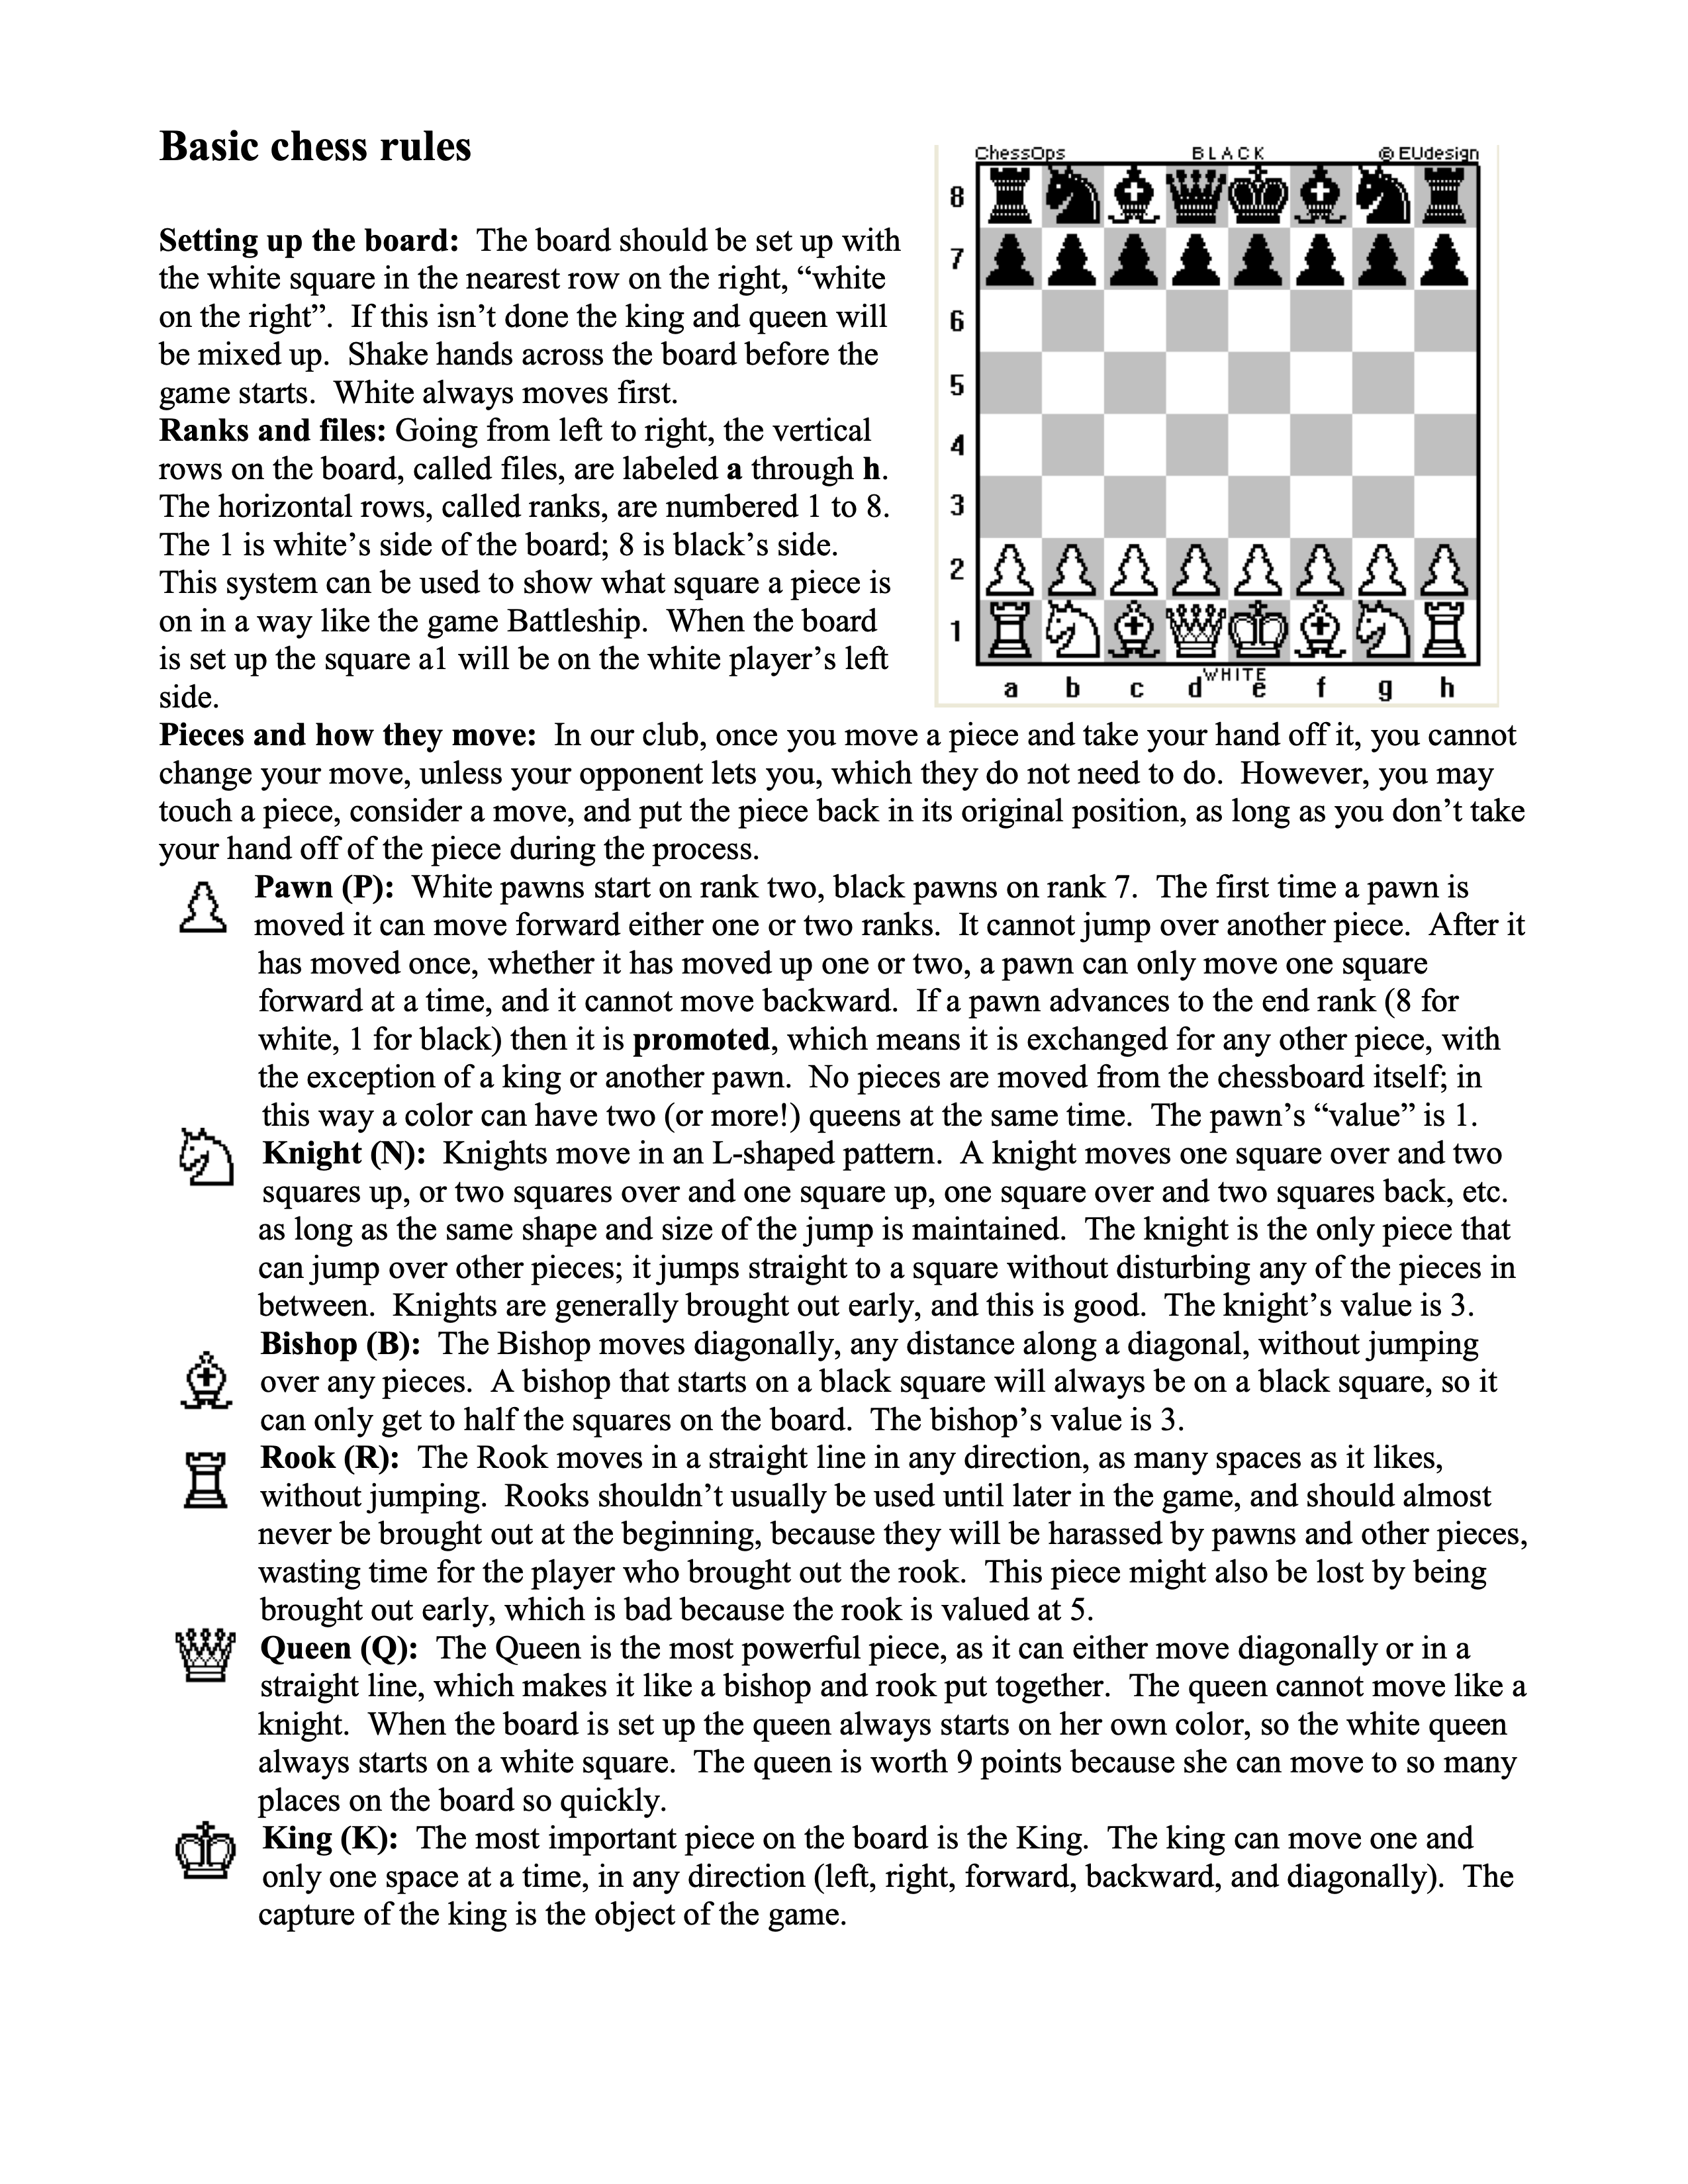 Basic chess rules
ChessOps BLACK © EUdesign
8
7
6
5
4
3
2
1
WHITE
a b c d e f g h
Setting up the board:  The board should be set up with
the white square in the nearest row on the right, “white
on the right”.  If this isn’t done the king and queen will
be mixed up.  Shake hands across the board before the
game starts.  White always moves first.
Ranks and files: Going from left to right, the vertical
rows on the board, called files, are labeled a through h.
The horizontal rows, called ranks, are numbered 1 to 8.
The 1 is white’s side of the board; 8 is black’s side.
This system can be used to show what square a piece is
on in a way like the game Battleship.  When the board
is set up the square a1 will be on the white player’s left
side.
Pieces and how they move:  In our club, once you move a piece and take your hand off it, you cannot
change your move, unless your opponent lets you, which they do not need to do.  However, you may
touch a piece, consider a move, and put the piece back in its original position, as long as you don’t take
your hand off of the piece during the process.
Pawn (P):  White pawns start on rank two, black pawns on rank 7.  The first time a pawn is
moved it can move forward either one or two ranks.  It cannot jump over another piece.  After it
has moved once, whether it has moved up one or two, a pawn can only move one square
forward at a time, and it cannot move backward.  If a pawn advances to the end rank (8 for
white, 1 for black) then it is promoted, which means it is exchanged for any other piece, with
the exception of a king or another pawn.  No pieces are moved from the chessboard itself; in
this way a color can have two (or more!) queens at the same time.  The pawn’s “value” is 1.
Knight (N):  Knights move in an L-shaped pattern.  A knight moves one square over and two
squares up, or two squares over and one square up, one square over and two squares back, etc.
as long as the same shape and size of the jump is maintained.  The knight is the only piece that
can jump over other pieces; it jumps straight to a square without disturbing any of the pieces in
between.  Knights are generally brought out early, and this is good.  The knight’s value is 3.
Bishop (B):  The Bishop moves diagonally, any distance along a diagonal, without jumping
over any pieces.  A bishop that starts on a black square will always be on a black square, so it
can only get to half the squares on the board.  The bishop’s value is 3.
Rook (R):  The Rook moves in a straight line in any direction, as many spaces as it likes,
without jumping.  Rooks shouldn’t usually be used until later in the game, and should almost
never be brought out at the beginning, because they will be harassed by pawns and other pieces,
wasting time for the player who brought out the rook.  This piece might also be lost by being
brought out early, which is bad because the rook is valued at 5.
Queen (Q):  The Queen is the most powerful piece, as it can either move diagonally or in a
straight line, which makes it like a bishop and rook put together.  The queen cannot move like a
knight.  When the board is set up the queen always starts on her own color, so the white queen
always starts on a white square.  The queen is worth 9 points because she can move to so many
places on the board so quickly.
King (K):  The most important piece on the board is the King.  The king can move one and
only one space at a time, in any direction (left, right, forward, backward, and diagonally).  The
capture of the king is the object of the game.